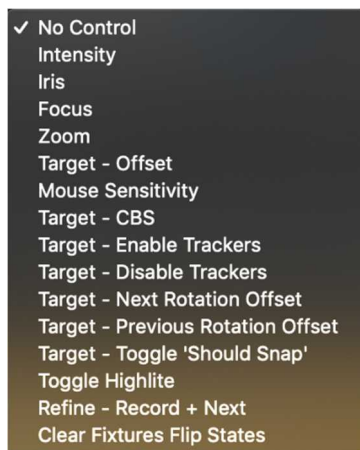 ✓ No Control
Intensity
Iris
Focus
Zoom
Target - Offset
Mouse Sensitivity
Target - CBS
Target - Enable Trackers
Target - Disable Trackers
Target - Next Rotation Offset
Target - Previous Rotation Offset
Target - Toggle 'Should Snap'
Toggle Highlite
Refine - Record + Next
Clear Fixtures Flip States